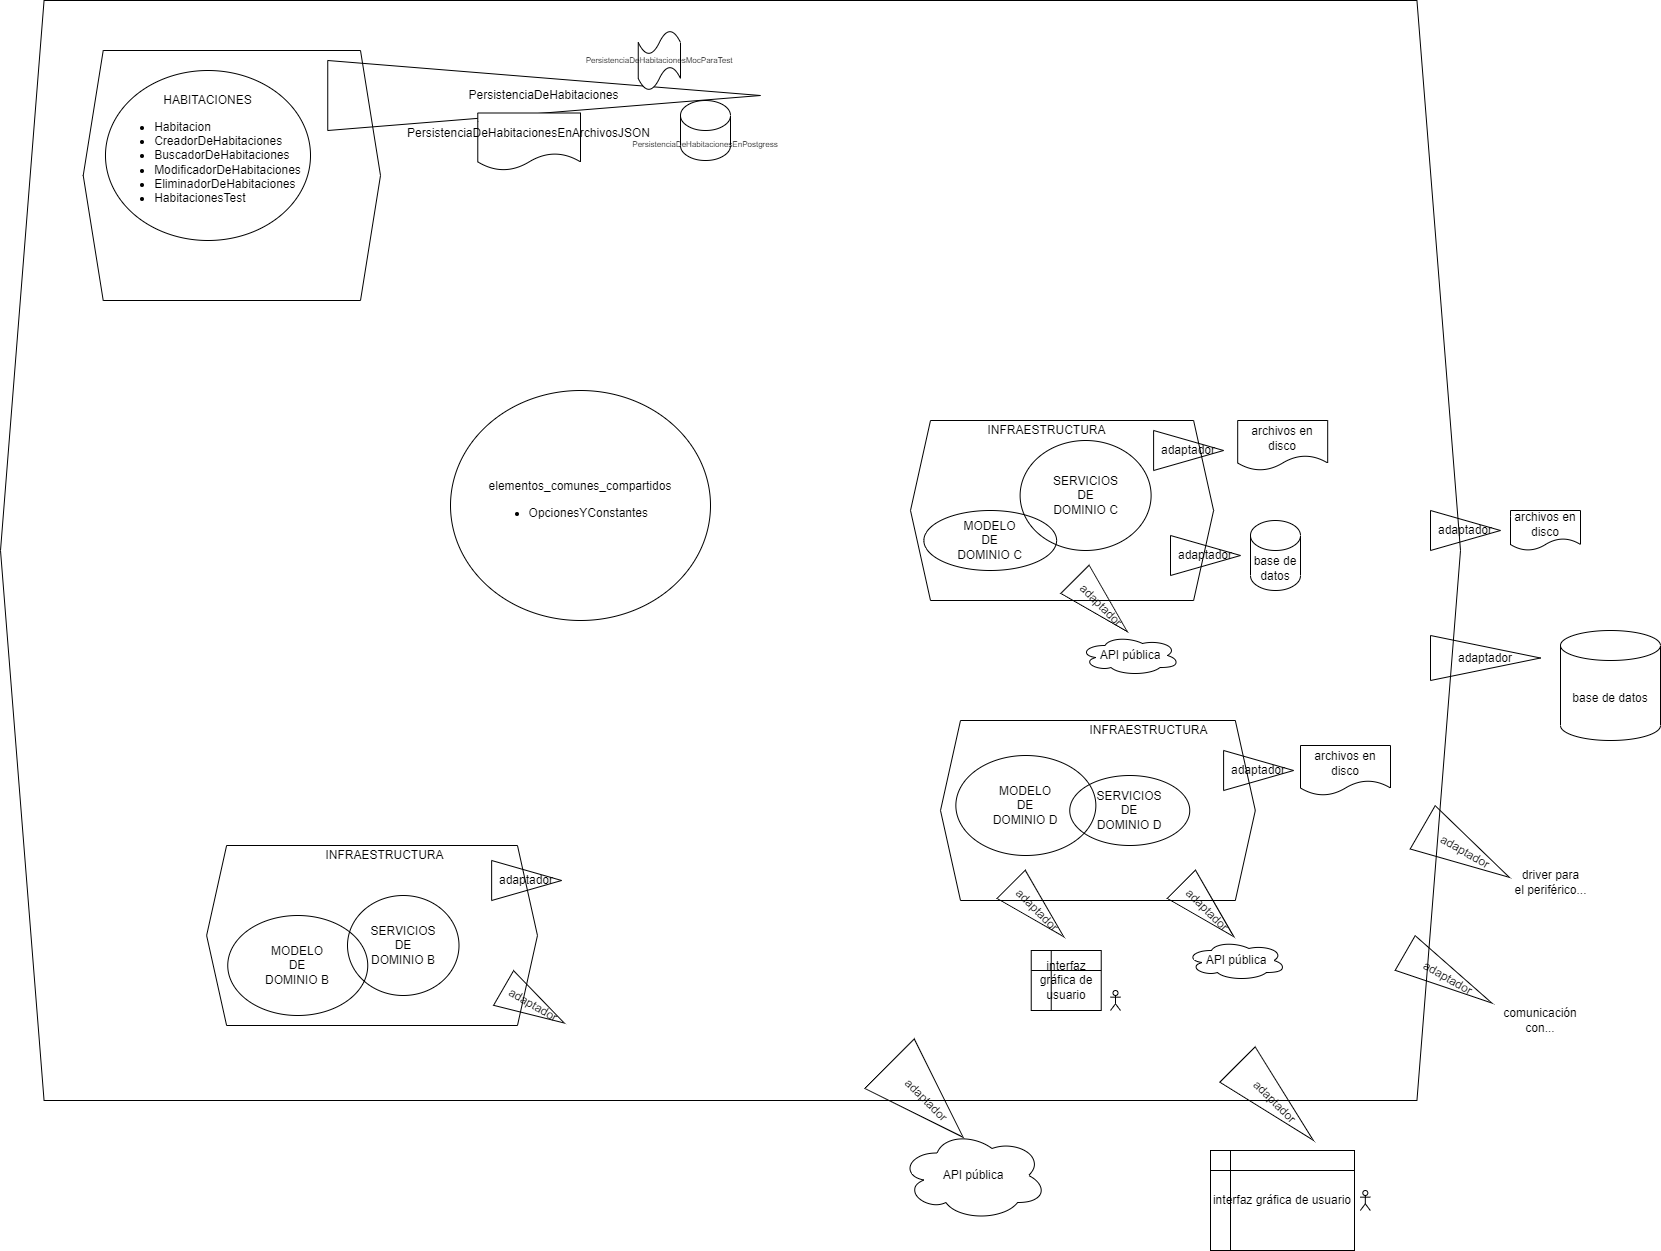 PersistenciaDeHabitacionesMocParaTest
HABITACIONES
Habitacion
CreadorDeHabitaciones
BuscadorDeHabitaciones
ModificadorDeHabitaciones
EliminadorDeHabitaciones
HabitacionesTest
PersistenciaDeHabitaciones
PersistenciaDeHabitacionesEnArchivosJSON
PersistenciaDeHabitacionesEnPostgress
elementos_comunes_compartidos
OpcionesYConstantes
INFRAESTRUCTURA
SERVICIOS
DE
DOMINIO C
MODELO
DE
DOMINIO C
adaptador
archivos en
disco
adaptador
base de
datos
adaptador
API pública
adaptador
archivos en
disco
adaptador
base de datos
INFRAESTRUCTURA
MODELO
DE
DOMINIO D
SERVICIOS
DE
DOMINIO D
adaptador
archivos en
disco
adaptador
interfaz
gráfica de
usuario
adaptador
API pública
adaptador
driver para
el periférico...
adaptador
comunicación
con...
INFRAESTRUCTURA
MODELO
DE
DOMINIO B
SERVICIOS
DE
DOMINIO B
adaptador
adaptador
adaptador
API pública
adaptador
interfaz gráfica de usuario